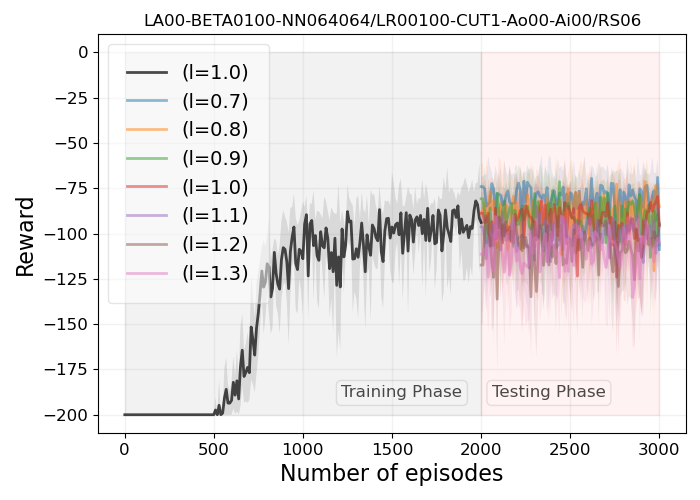 LA00-BETA0100-NN064064/LR00100-CUT1-Ao00-Ai00/RS06
0
−25
−50
−75
−100
−125
−150
−175
−200
Reward
(l=1.0)
(l=0.7)
(l=0.8)
(l=0.9)
(l=1.0)
(l=1.1)
(l=1.2)
(l=1.3)
Training Phase
Testing Phase
0 500 1000 1500 2000 2500 3000
Number of episodes